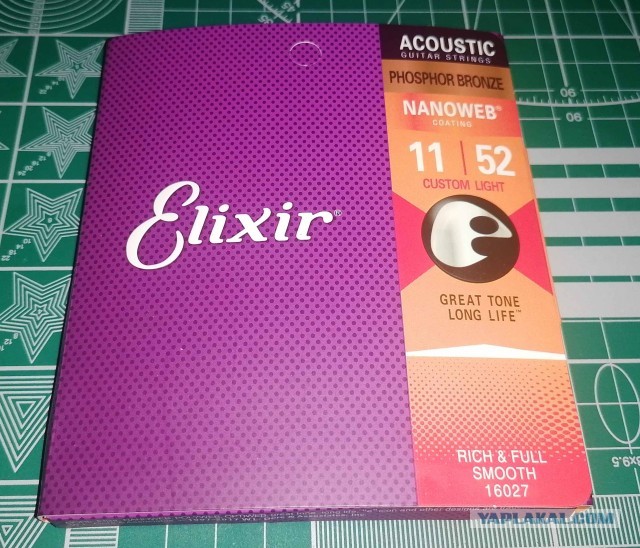 ACOUSTIC
GUITAR STRINGS
PHOSPHOR BRONZE
NANOWEB®
COATING
11 | 52
CUSTOM LIGHT
Elixir®
GREAT TONE
LONG LIFE™
RICH & FULL
SMOOTH
16027
90
YAPLAKAL.COM